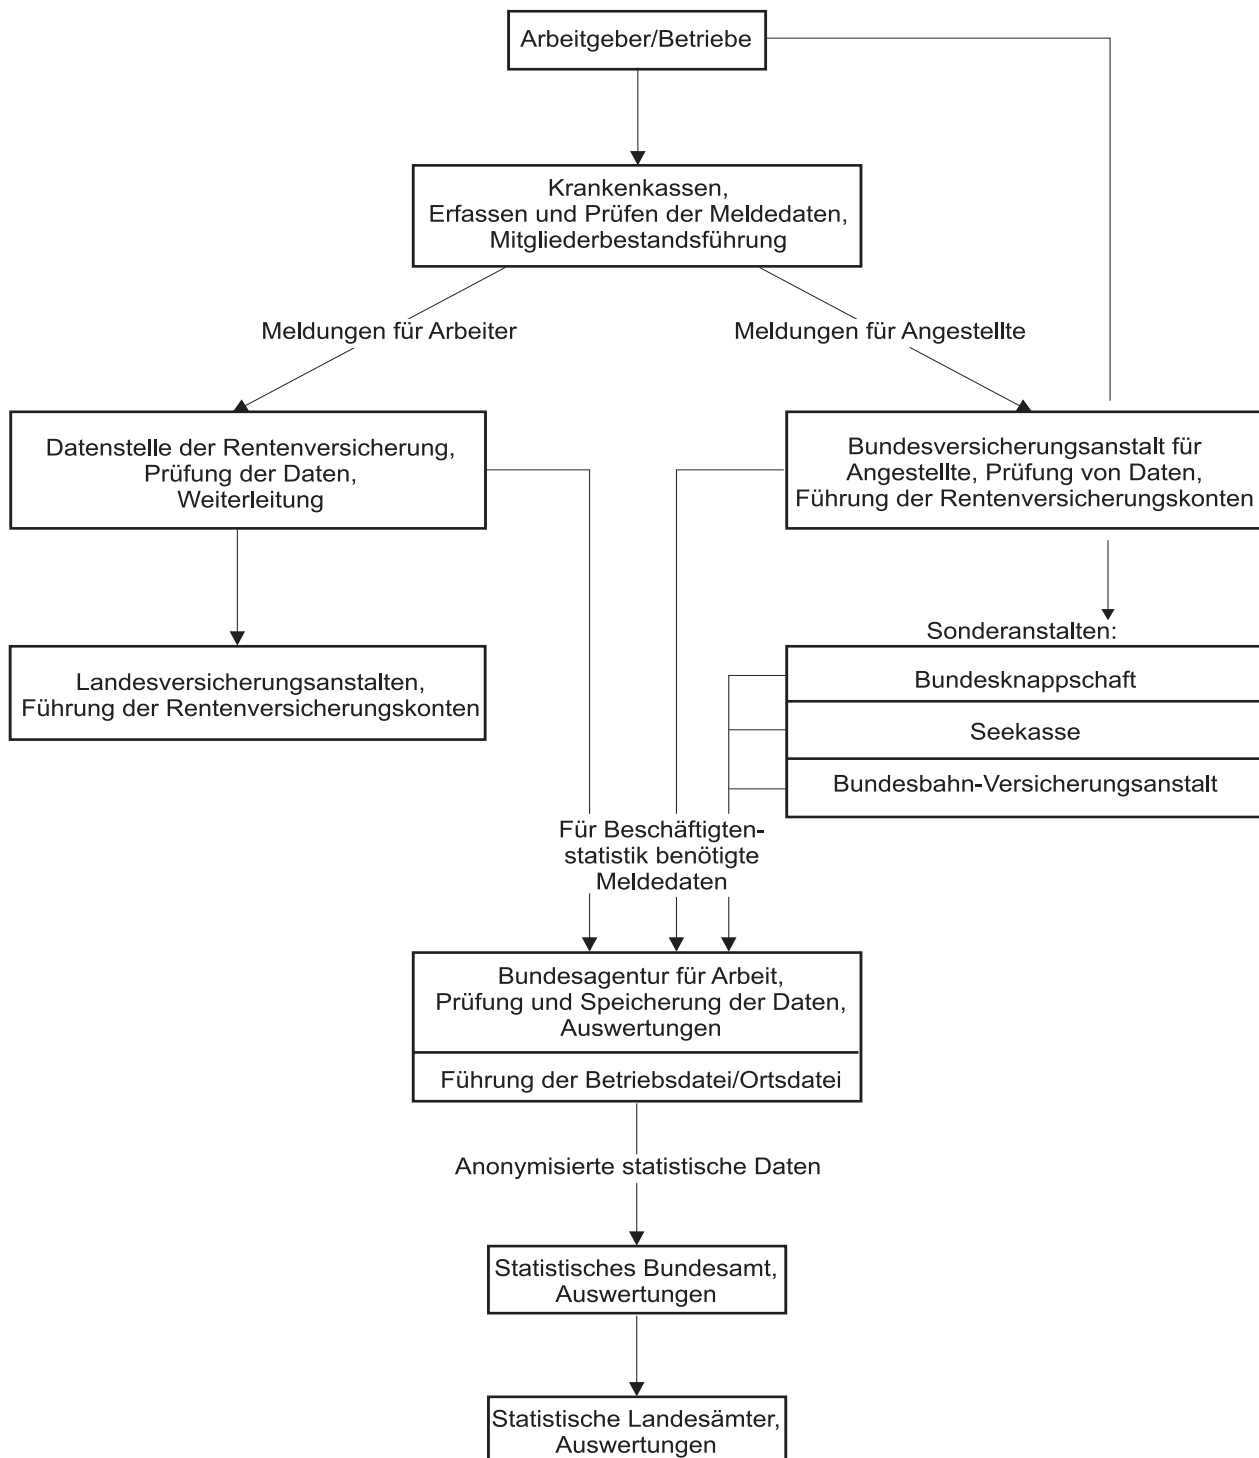 Arbeitgeber/Betriebe
Krankenkassen,
Erfassen und Prüfen der Meldedaten,
Mitgliederbestandsführung
Meldungen für Arbeiter
Meldungen für Angestellte
Datenstelle der Rentenversicherung,
Prüfung der Daten,
Weiterleitung
Bundesversicherungsanstalt für
Angestellte, Prüfung von Daten,
Führung der Rentenversicherungskonten
Landesversicherungsanstalten,
Führung der Rentenversicherungskonten
Sonderanstalten:
Bundesknappschaft
Seekasse
Bundesbahn-Versicherungsanstalt
Für Beschäftigten-
statistik benötigte
Meldedaten
Bundesagentur für Arbeit,
Prüfung und Speicherung der Daten,
Auswertungen
Führung der Betriebsdatei/Ortsdatei
Anonymisierte statistische Daten
Statistisches Bundesamt,
Auswertungen
Statistische Landesämter,
Auswertungen